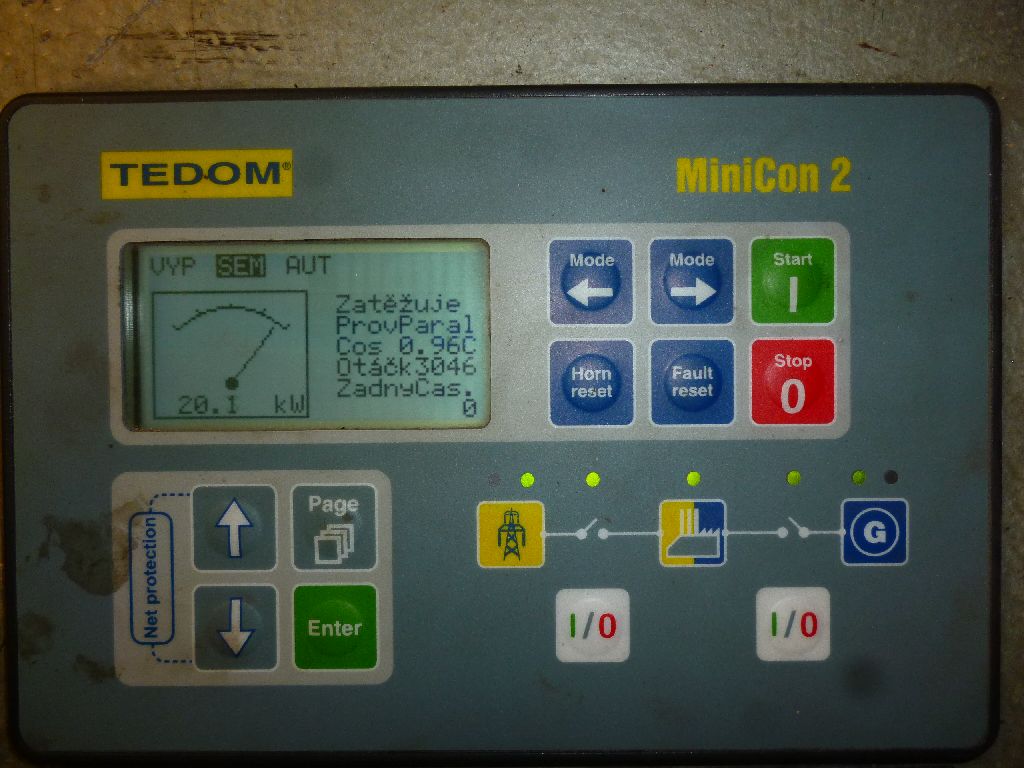 TEDOM®
MiniCon 2
VYP SEM AUT
Zatěžuje
ProvParal
Cos 0.96C
Otáčk3046
ZadnyCas.
0
20.1 kW
Mode
Mode
Start
I
Horn reset
Fault reset
Stop
0
Net protection
Page
Enter
G
I/0
I/0